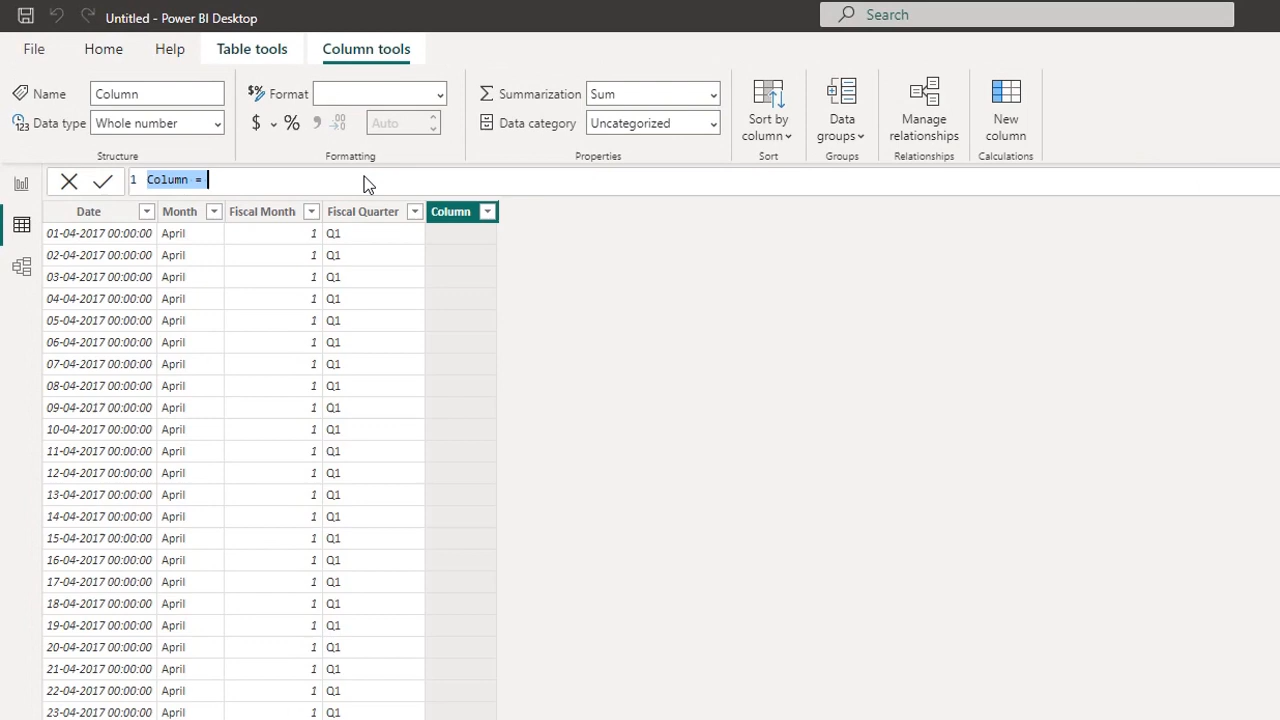 Untitled - Power BI Desktop
Search
File Home Help Table tools Column tools
Name Column
Data type Whole number
Structure
Format
$ % Auto
Formatting
Summarization Sum
Data category Uncategorized
Properties
Sort by
column
Sort
Data
groups
Groups
Manage
relationships
Relationships
New
column
Calculations
1 Column =
Date Month Fiscal Month Fiscal Quarter Column
01-04-2017 00:00:00 April 1 Q1
02-04-2017 00:00:00 April 1 Q1
03-04-2017 00:00:00 April 1 Q1
04-04-2017 00:00:00 April 1 Q1
05-04-2017 00:00:00 April 1 Q1
06-04-2017 00:00:00 April 1 Q1
07-04-2017 00:00:00 April 1 Q1
08-04-2017 00:00:00 April 1 Q1
09-04-2017 00:00:00 April 1 Q1
10-04-2017 00:00:00 April 1 Q1
11-04-2017 00:00:00 April 1 Q1
12-04-2017 00:00:00 April 1 Q1
13-04-2017 00:00:00 April 1 Q1
14-04-2017 00:00:00 April 1 Q1
15-04-2017 00:00:00 April 1 Q1
16-04-2017 00:00:00 April 1 Q1
17-04-2017 00:00:00 April 1 Q1
18-04-2017 00:00:00 April 1 Q1
19-04-2017 00:00:00 April 1 Q1
20-04-2017 00:00:00 April 1 Q1
21-04-2017 00:00:00 April 1 Q1
22-04-2017 00:00:00 April 1 Q1
23-04-2017 00:00:00 April 1 Q1